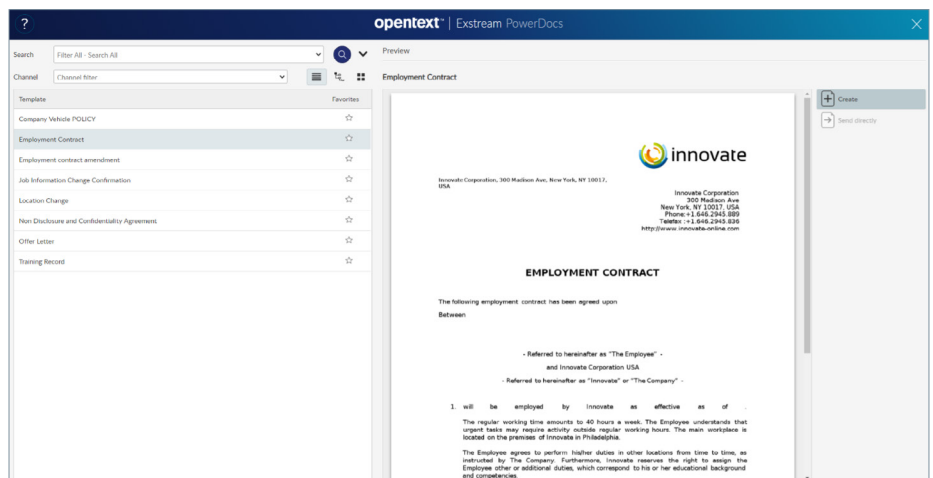 ?
opentext™ | Exstream PowerDocs
Search
Filter All - Search All
Channel
Channel filter
Template
Favorites
Company Vehicle POLICY
Employment Contract
Employment contract amendment
Job Information Change Confirmation
Location Change
Non Disclosure and Confidentiality Agreement
Offer Letter
Training Record
Preview
Employment Contract
innovate
Innovate Corporation, 300 Madison Ave, New York, NY 10017,
USA
Innovate Corporation
300 Madison Ave
New York, NY 10017, USA
Phone:+1.646.2945.889
Telefax :+1.646.2945.836
http://www.innovate-online.com
EMPLOYMENT CONTRACT
The following employment contract has been agreed upon
Between
- Referred to hereinafter as "The Employee" -
and Innovate Corporation USA
- Referred to hereinafter as "Innovate" or "The Company" -
1. will be employed by Innovate as effective as of .
The regular working time amounts to 40 hours a week. The Employee understands that
urgent tasks may require activity outside regular working hours. The main workplace is
located on the premises of Innovate in Philadelphia.
The Employee agrees to perform his/her duties in other locations from time to time, as
instructed by The Company. Furthermore, Innovate reserves the right to assign the
Employee other or additional duties, which correspond to his or her educational background
and competencies.
Create
Send directly